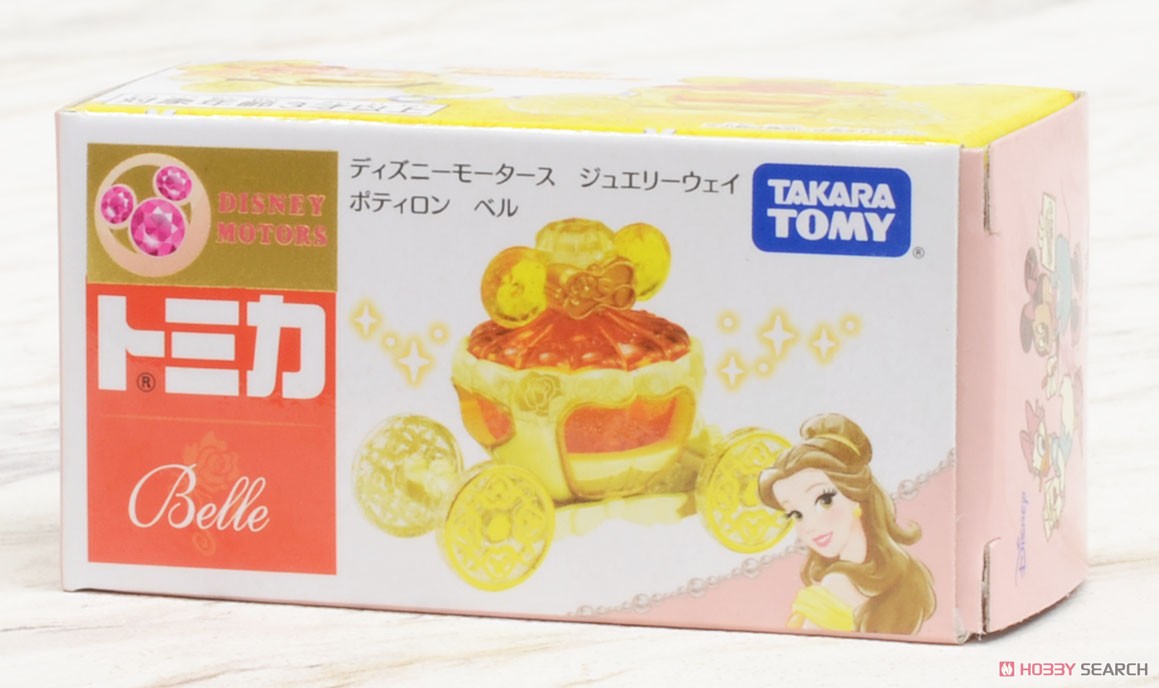 DISNEY
MOTORS
ディズニーモータース ジュエリーウェイ
ポティロン ベル
TAKARA
TOMY
®
トミカ
®
Belle
Disney
HOBBY SEARCH